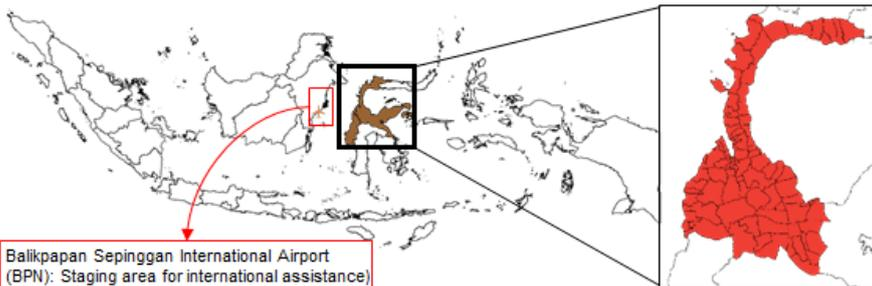 Balikpapan Sepinggan International Airport
(BPN): Staging area for international assistance)